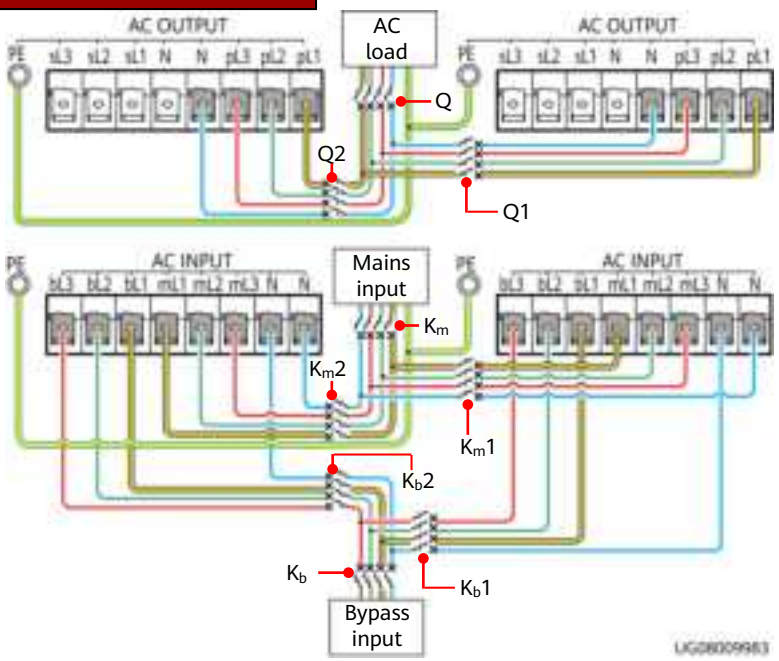 AC OUTPUT
PE sL3 sL2 sL1 N N pL3 pL2 pL1
AC
load
AC OUTPUT
PE sL3 sL2 sL1 N N pL3 pL2 pL1
Q
Q2
Q1
AC INPUT
PE bL3 bL2 bL1 mL1 mL2 mL3 N N
Mains
input
AC INPUT
PE bL3 bL2 bL1 mL1 mL2 mL3 N N
Km
Km2
Km1
Kb2
Kb
Kb1
Bypass
input
UG08009983